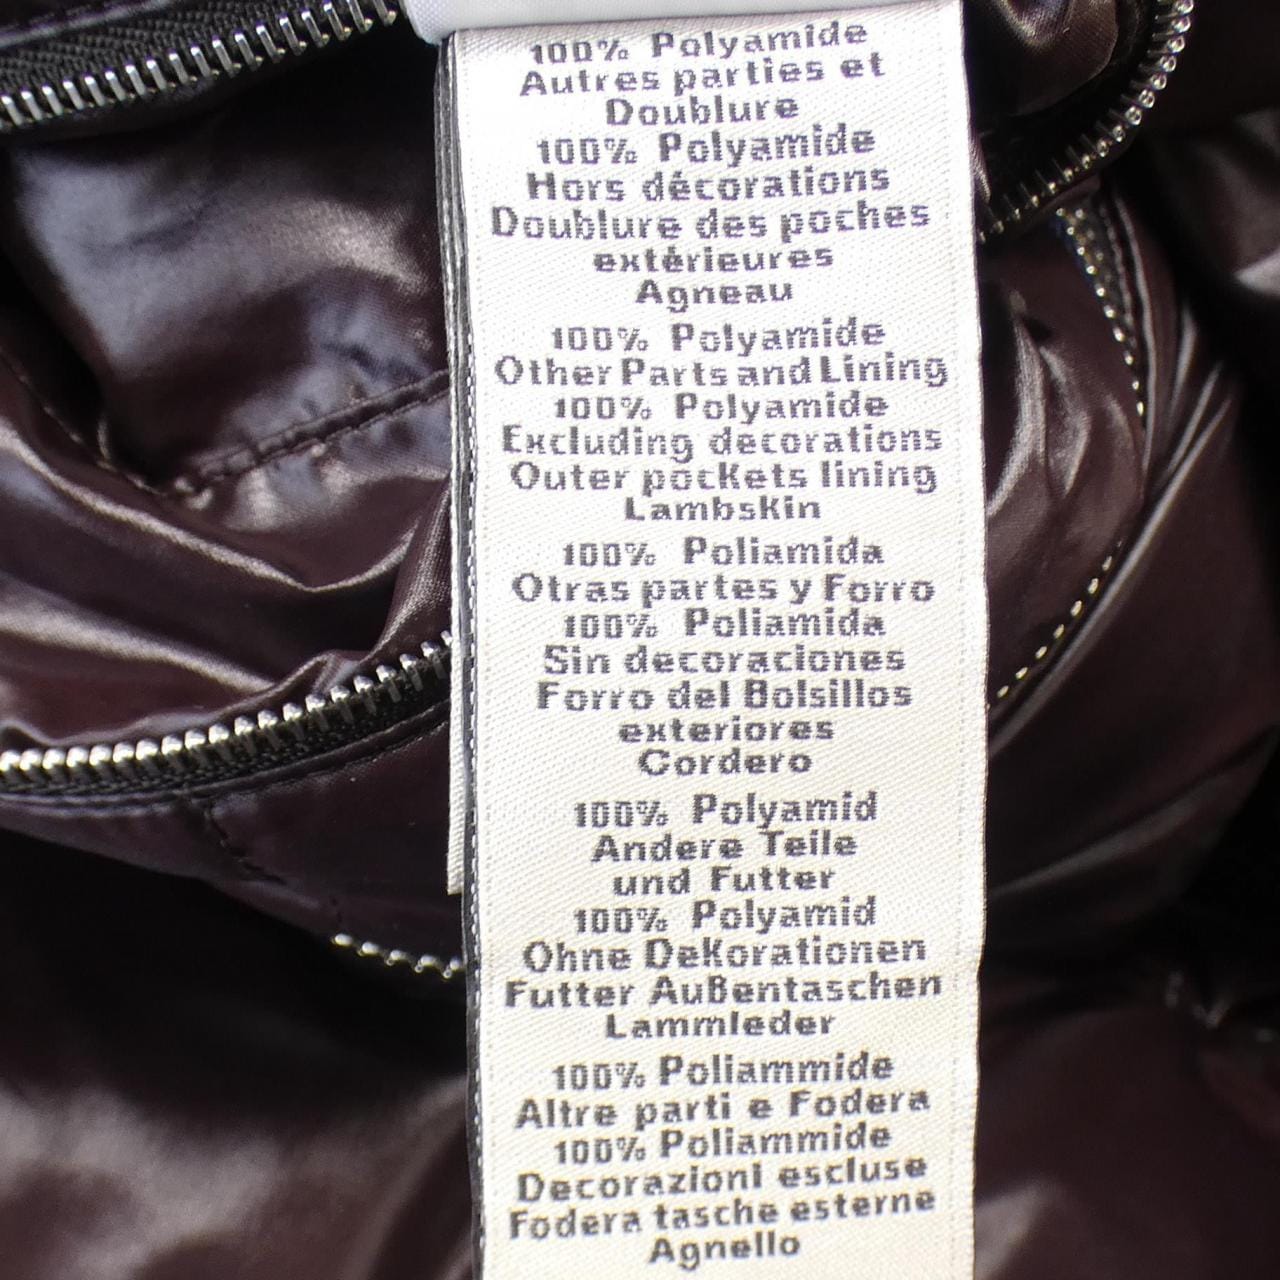 100% Polyamide
Autres parties et
Doublure
100% Polyamide
Hors décorations
Doublure des poches
extérieures
Agneau
100% Polyamide
Other Parts and Lining
100% Polyamide
Excluding decorations
Outer pockets lining
Lambskin
100% Poliamida
Otras partes y Forro
100% Poliamida
Sin decoraciones
Forro del Bolsillos
exteriores
Cordero
100% Polyamid
Andere Teile
und Futter
100% Polyamid
Ohne Dekorationen
Futter Außentaschen
Lammleder
100% Poliammide
Altre parti e Fodera
100% Poliammide
Decorazioni escluse
Fodera tasche esterne
Agnello